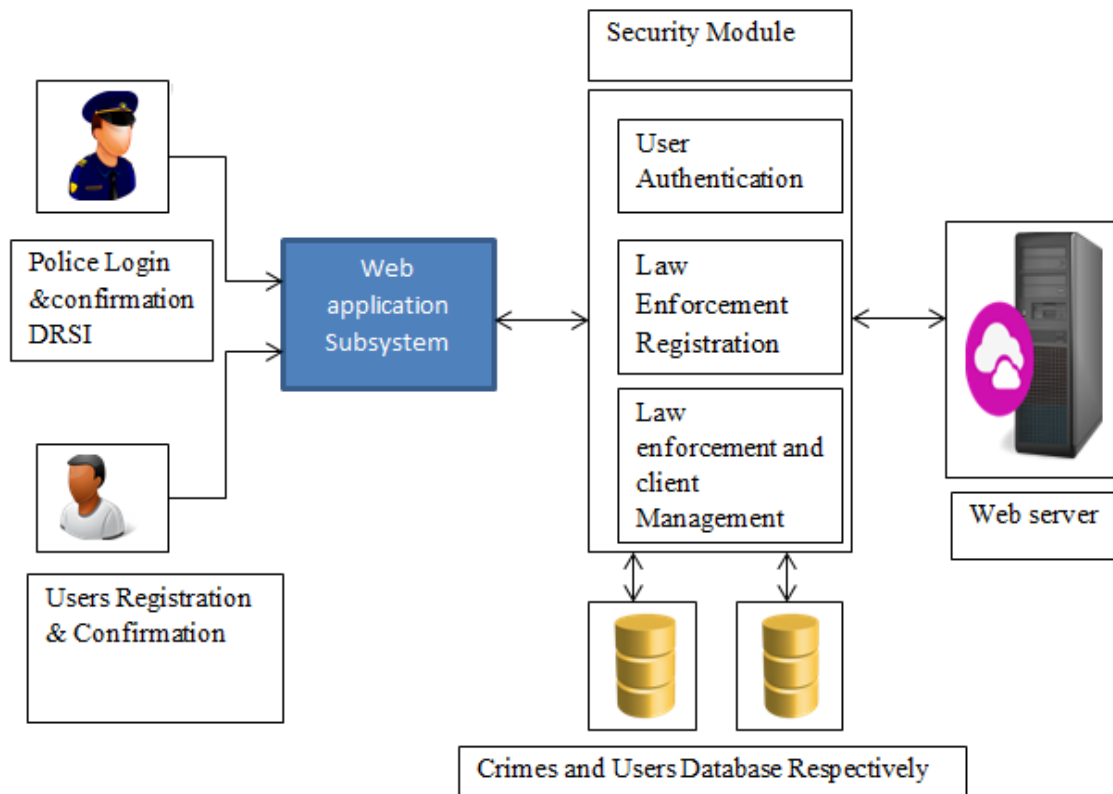 Security Module
User
Authentication
Police Login
&confirmation
DRSI
Web
application
Subsystem
Law
Enforcement
Registration
Law
enforcement and
client
Management
Web server
Users Registration
& Confirmation
Crimes and Users Database Respectively